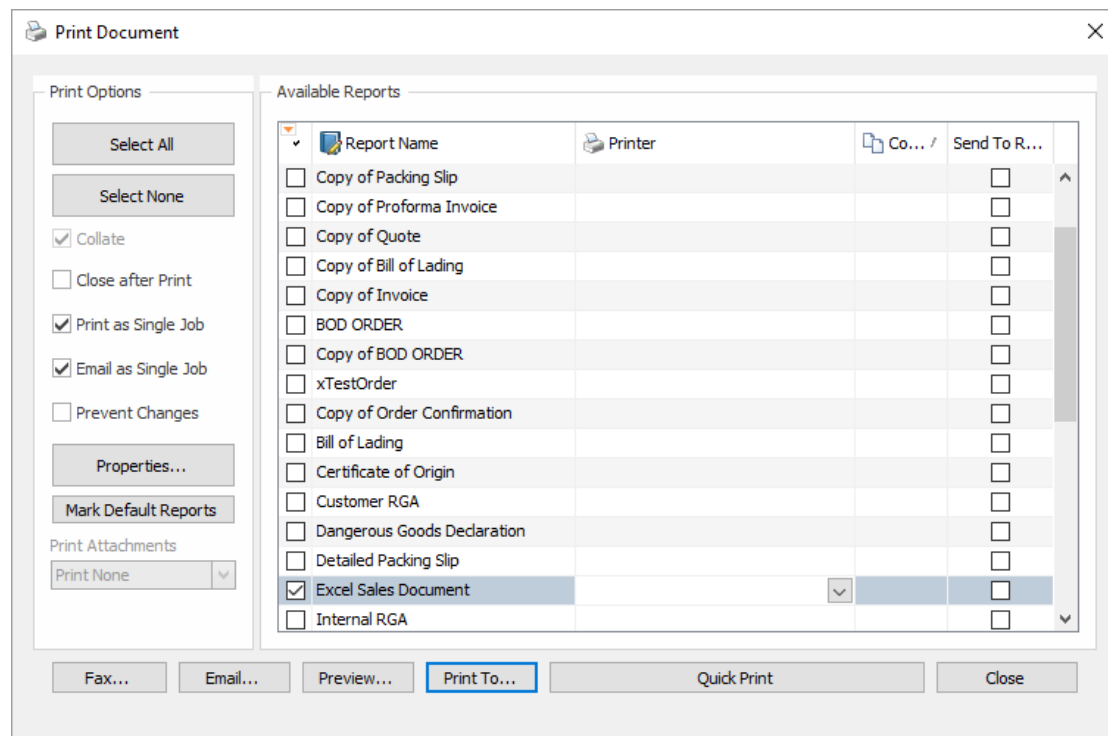 Print Document
Print Options
Select All
Select None
Collate
Close after Print
Print as Single Job
Email as Single Job
Prevent Changes
Properties...
Mark Default Reports
Print Attachments
Print None
Available Reports
Report Name Printer Co... / Send To R...
Copy of Packing Slip
Copy of Proforma Invoice
Copy of Quote
Copy of Bill of Lading
Copy of Invoice
BOD ORDER
Copy of BOD ORDER
xTestOrder
Copy of Order Confirmation
Bill of Lading
Certificate of Origin
Customer RGA
Dangerous Goods Declaration
Detailed Packing Slip
Excel Sales Document
Internal RGA
Fax... Email... Preview... Print To... Quick Print Close